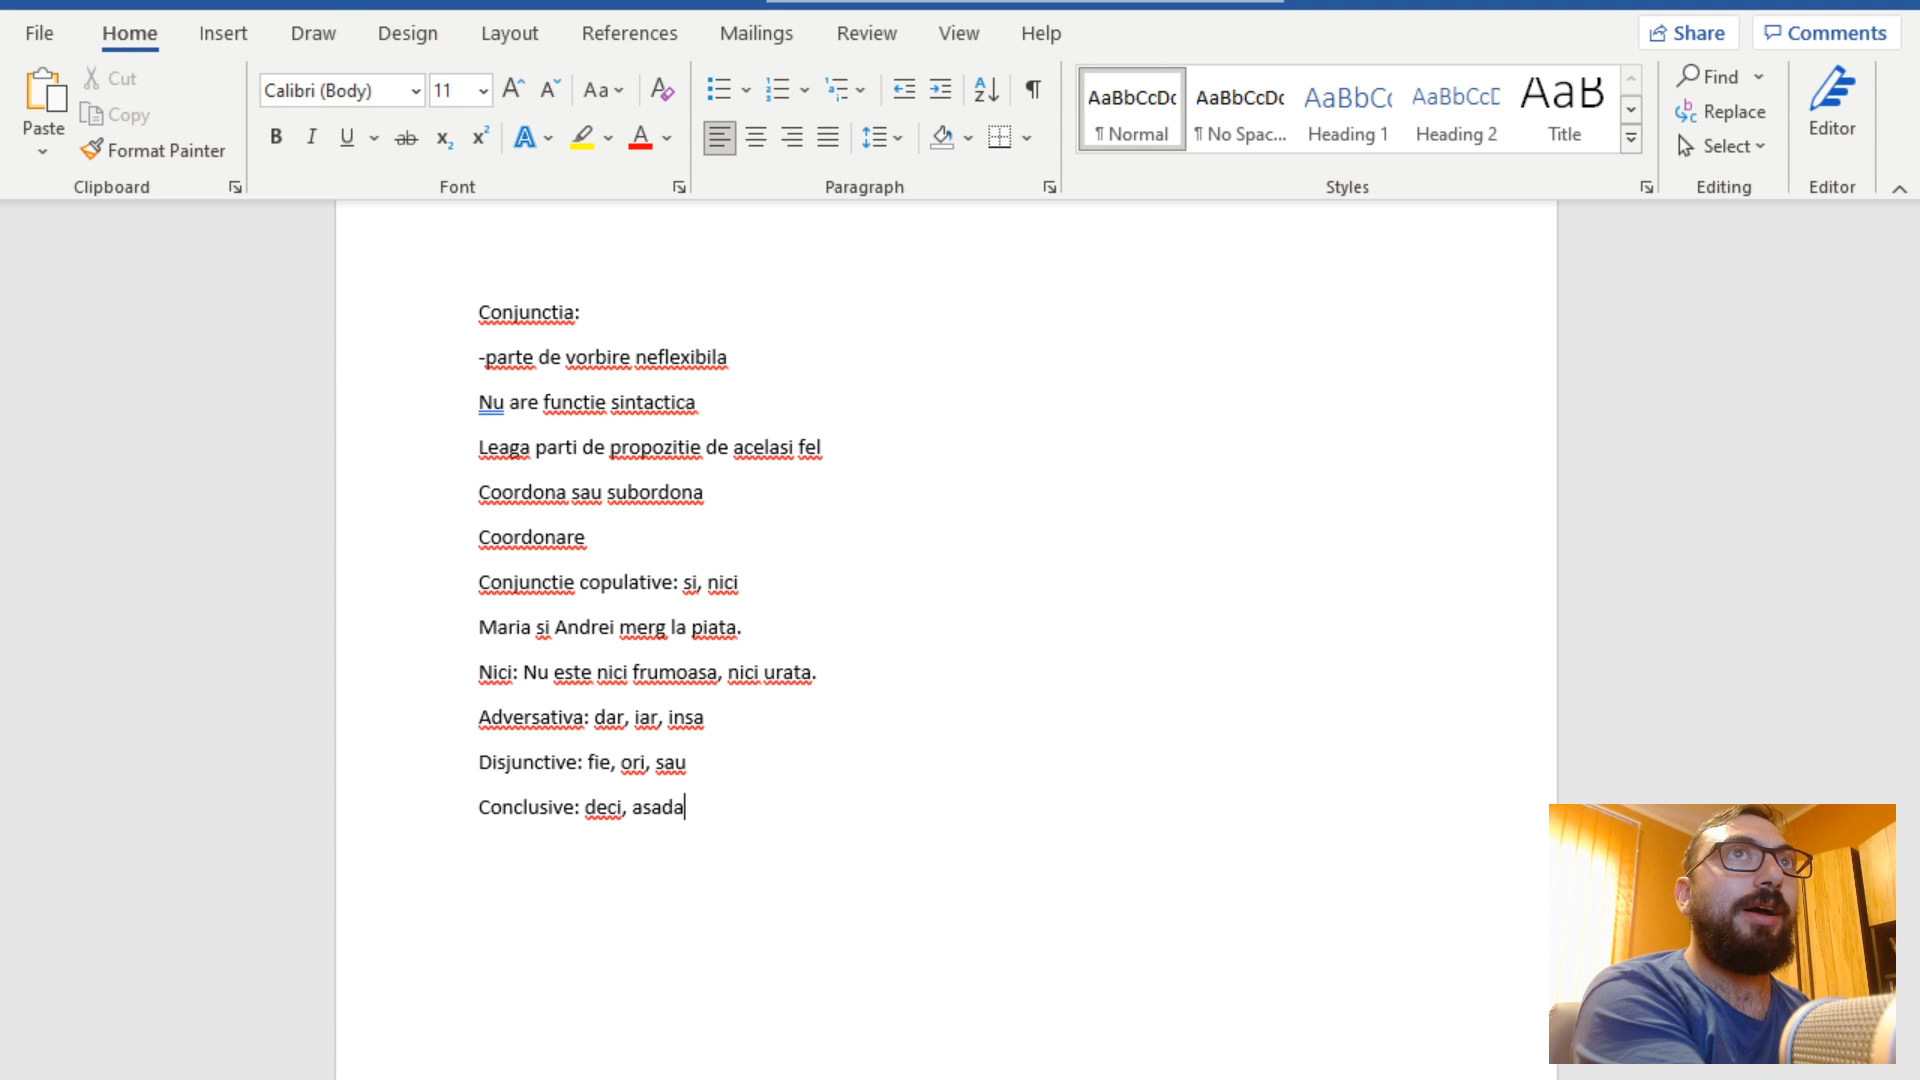 File Home Insert Draw Design Layout References Mailings Review View Help Share Comments
Cut
Copy
Paste
Format Painter
Clipboard
Calibri (Body) 11
Aa
B I U ab x₂ x²
A A
Font
Paragraph
AaBbCcDc AaBbCcDc AaBbCc AaBbCcD AaB
¶ Normal ¶ No Spac... Heading 1 Heading 2 Title
Styles
Find
Replace
Select
Editing
Editor
Editor
Conjunctia:
-parte de vorbire neflexibila
Nu are functie sintactica
Leaga parti de propozitie de acelasi fel
Coordona sau subordona
Coordonare
Conjunctie copulative: si, nici
Maria si Andrei merg la piata.
Nici: Nu este nici frumoasa, nici urata.
Adversativa: dar, iar, insa
Disjunctive: fie, ori, sau
Conclusive: deci, asada